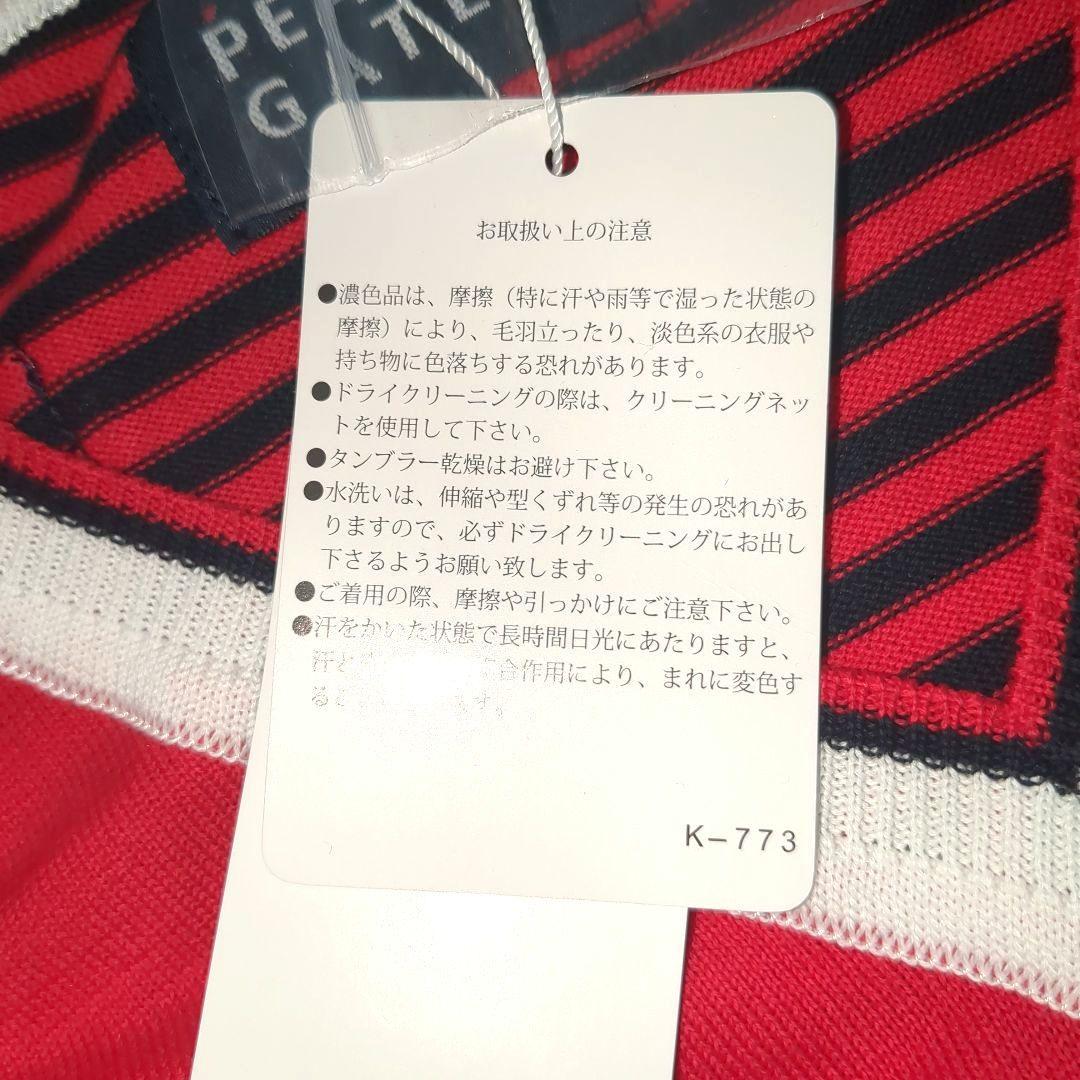 PE
GATE
お取扱い上の注意
●濃色品は、摩擦（特に汗や雨等で湿った状態の
摩擦）により、毛羽立ったり、淡色系の衣服や
持ち物に色落ちする恐れがあります。
●ドライクリーニングの際は、クリーニングネッ
トを使用して下さい。
●タンブラー乾燥はお避け下さい。
●水洗いは、伸縮や型くずれ等の発生の恐れがあ
りますので、必ずドライクリーニングにお出し
下さるようお願い致します。
●ご着用の際、摩擦や引っかけにご注意下さい。
●汗をかいた状態で長時間日光にあたりますと、
汗と合作用により、まれに変色す
るす。
K-773